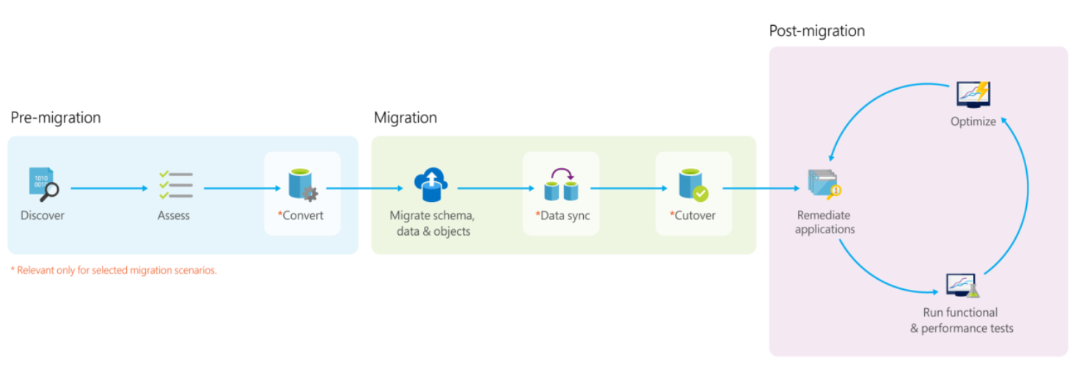 Post-migration
Pre-migration
Migration
Optimize
1010
001
Discover
Assess
*Convert
Migrate schema,
data & objects
*Data sync
*Cutover
Remediate
applications
* Relevant only for selected migration scenarios.
Run functional
& performance tests